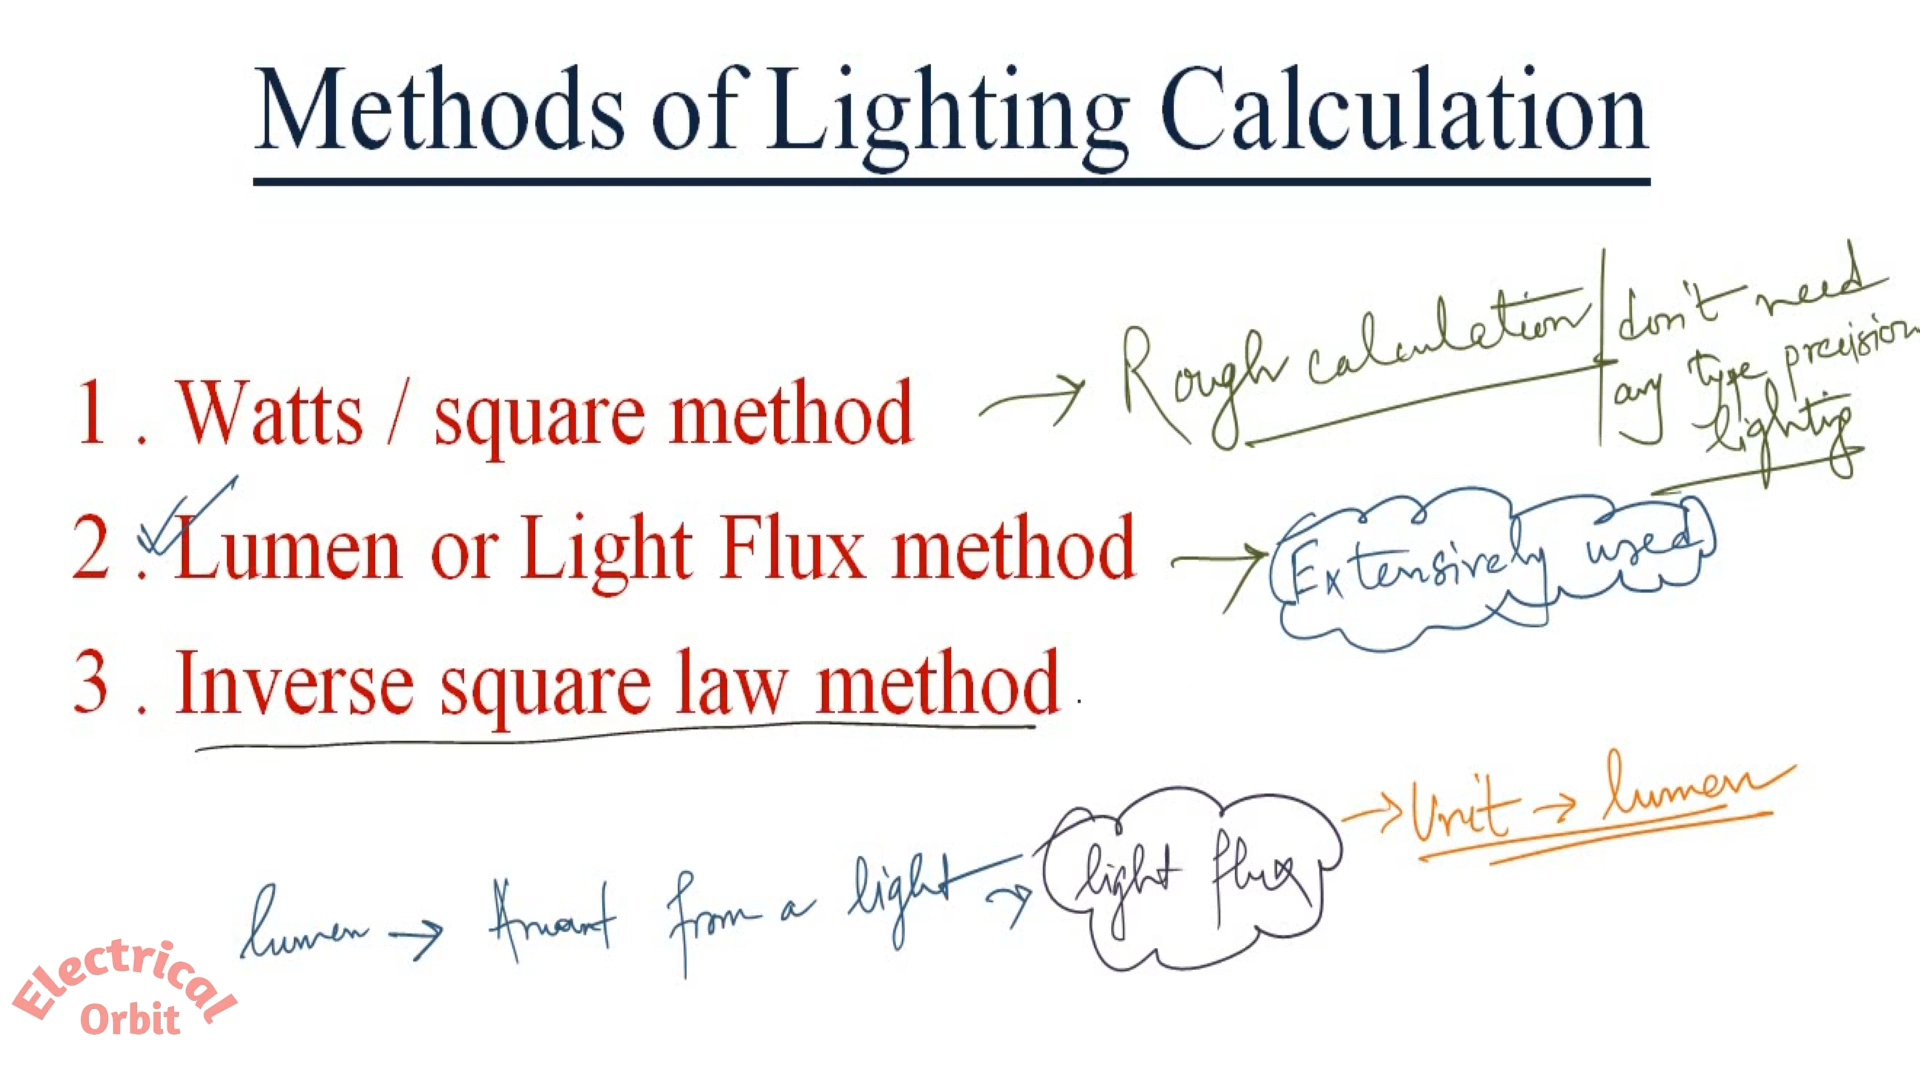 Methods of Lighting Calculation
1 . Watts / square method → Rough calculation
don't need
any type precision
lighting
2 . Lumen or Light Flux method → Extensively used
3 . Inverse square law method .
lumen → Amount from a light → light flux → Unit → lumen
Electrical
Orbit